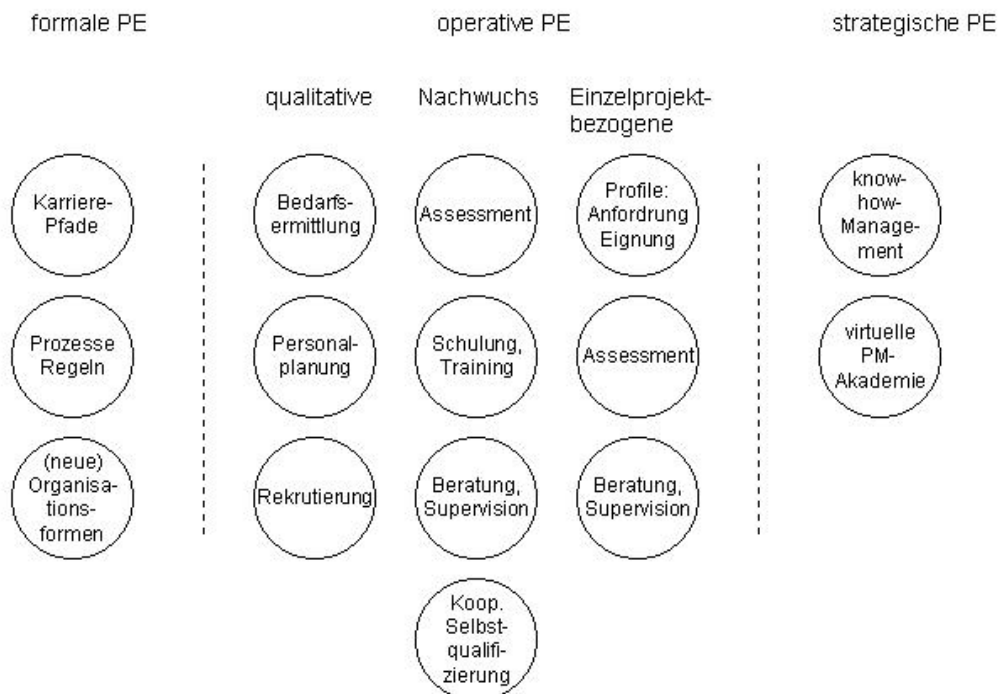 formale PE
operative PE
strategische PE
qualitative
Nachwuchs
Einzelprojekt-
bezogene
Karriere-
Pfade
Bedarfs-
ermittlung
Assessment
Profile:
Anfordrung
Eignung
know-
how-
Manage-
ment
Prozesse
Regeln
Personal-
planung
Schulung,
Training
Assessment
virtuelle
PM-
Akademie
(neue)
Organisa-
tions-
formen
Rekrutierung
Beratung,
Supervision
Beratung,
Supervision
Koop.
Selbst-
qualifi-
zierung